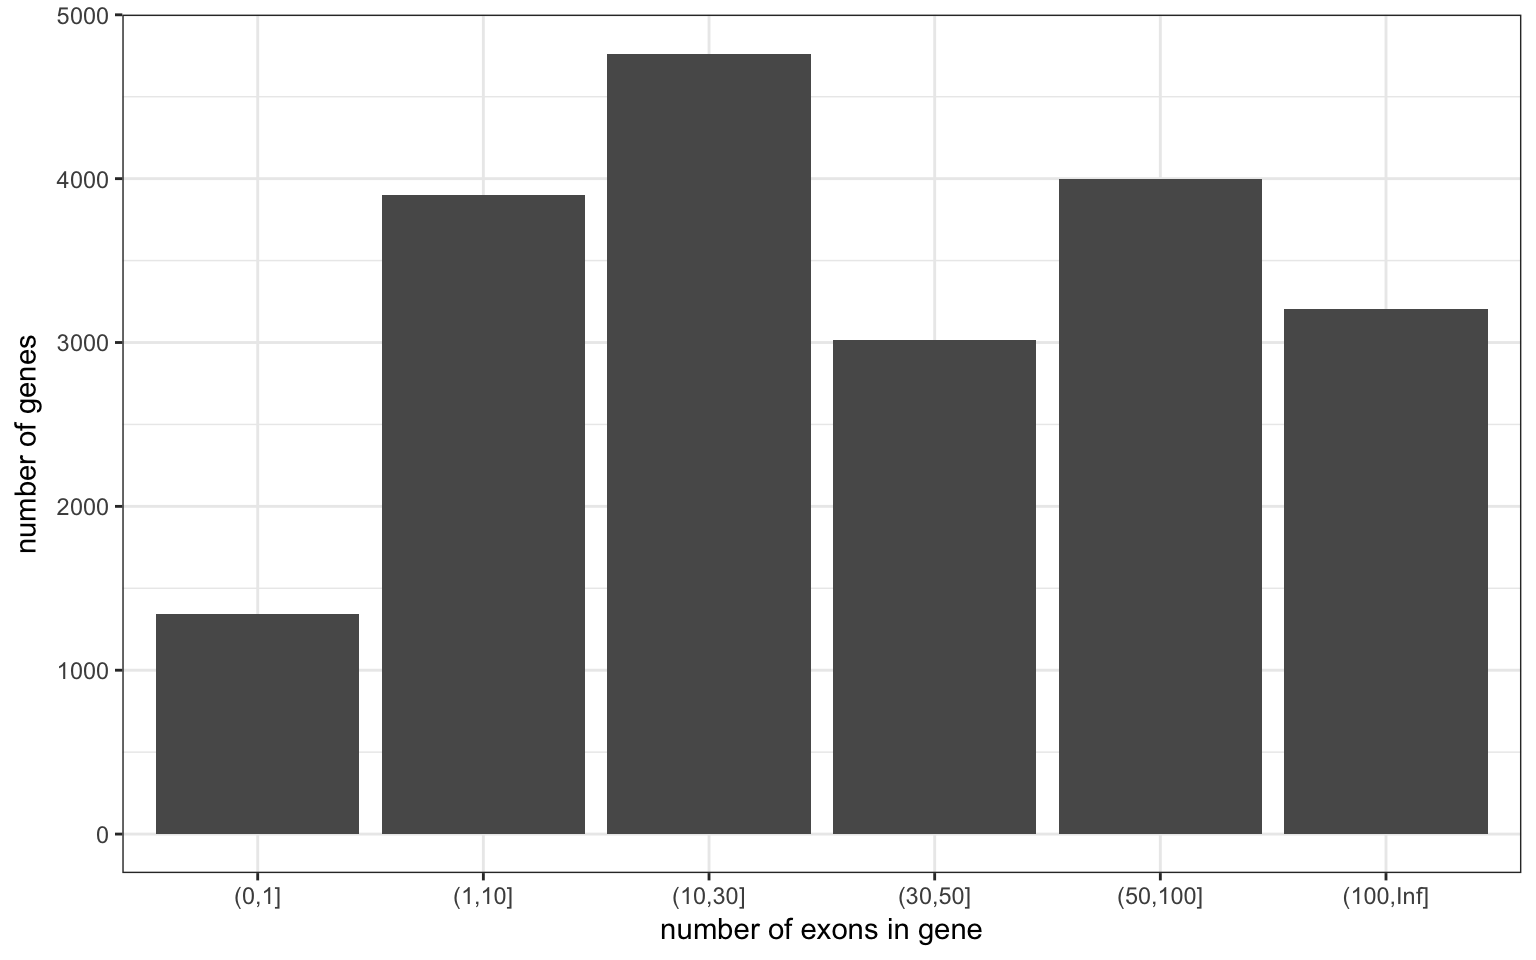 5000
4000
3000
2000
1000
0
number of genes
(0,1] (1,10] (10,30] (30,50] (50,100] (100,Inf]
number of exons in gene